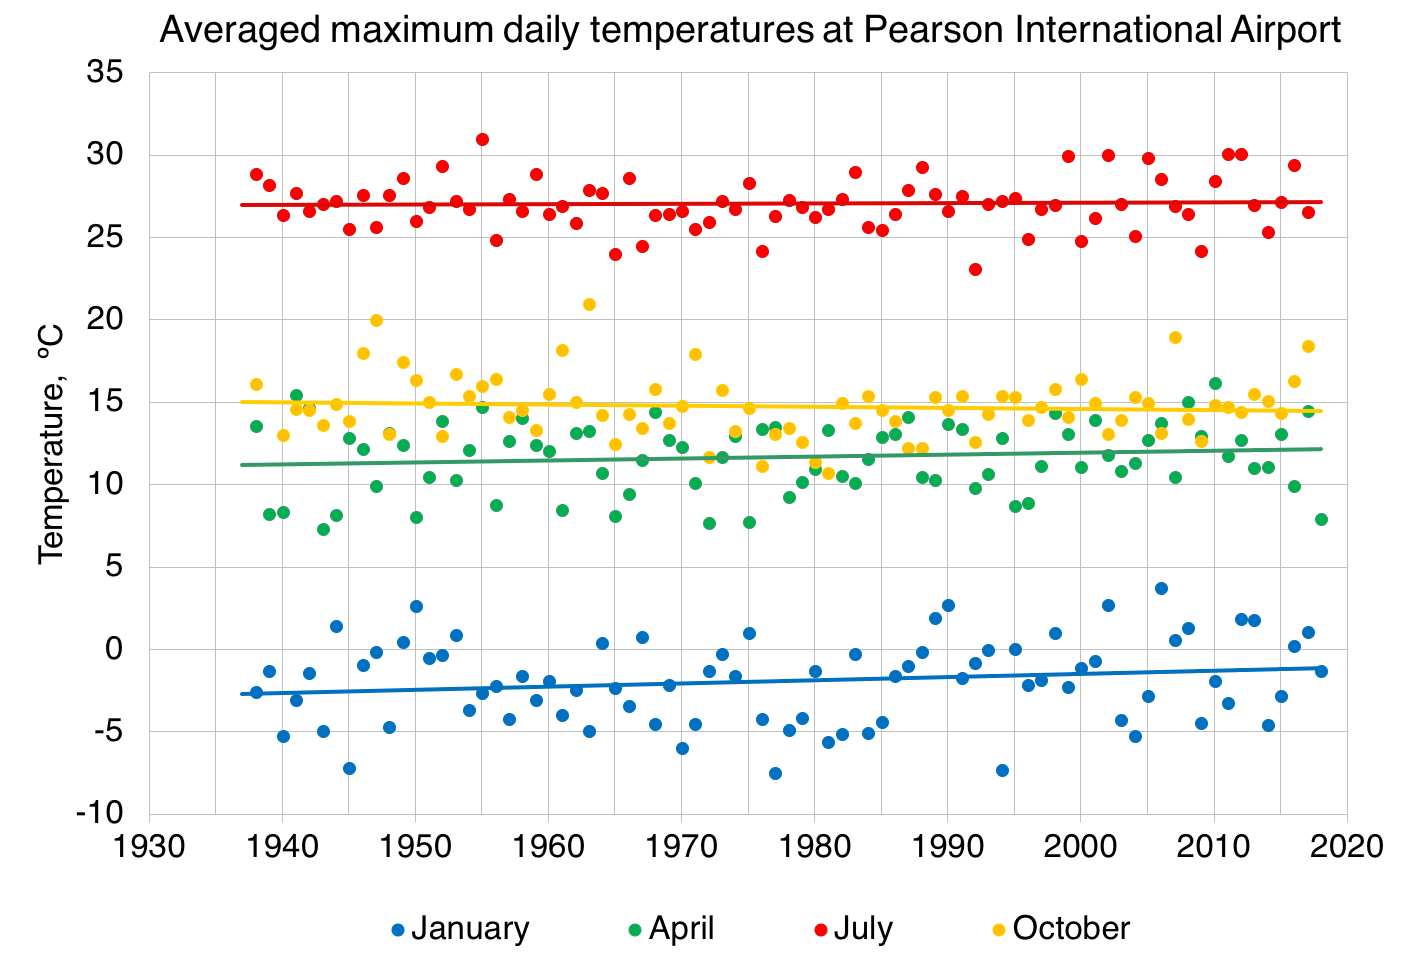 Averaged maximum daily temperatures at Pearson International Airport
35
30
25
20
15
10
5
0
-5
-10
Temperature, ºC
1930 1940 1950 1960 1970 1980 1990 2000 2010 2020
January April July October